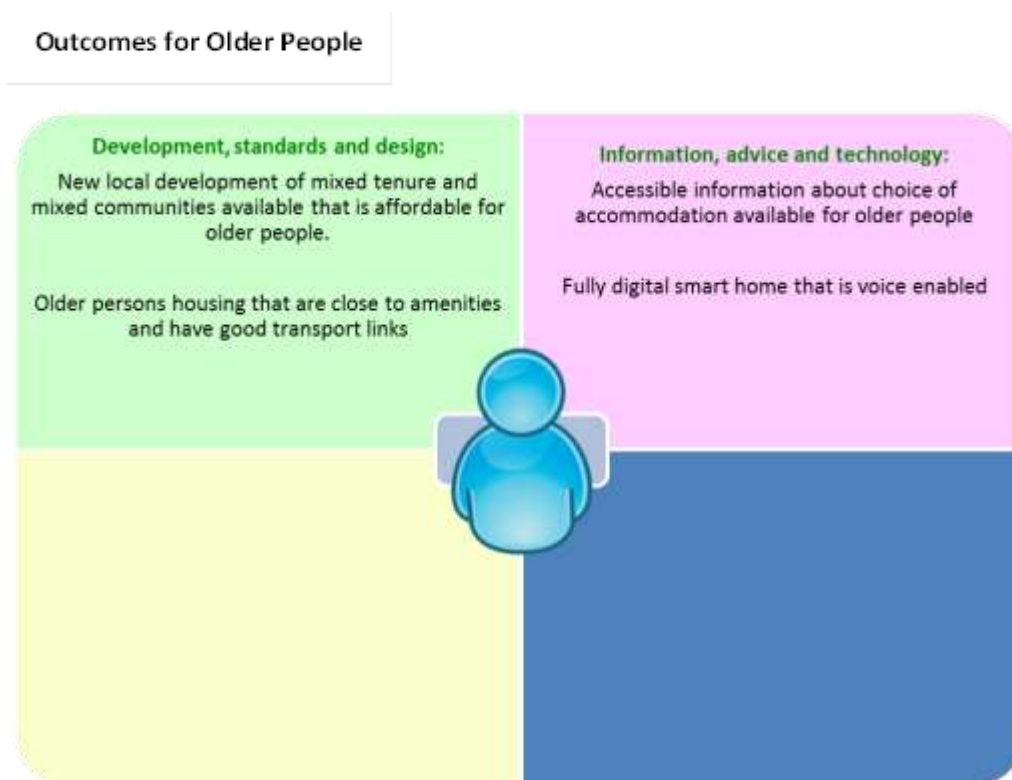 Outcomes for Older People
Development, standards and design:
New local development of mixed tenure and
mixed communities available that is affordable for
older people.
Older persons housing that are close to amenities
and have good transport links
Information, advice and technology:
Accessible information about choice of
accommodation available for older people
Fully digital smart home that is voice enabled